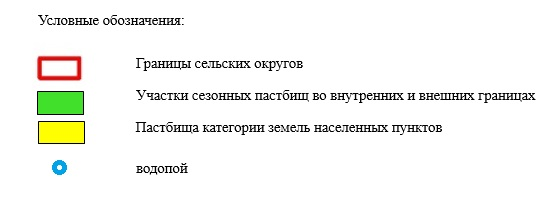 Условные обозначения:
Границы сельских округов
Участки сезонных пастбищ во внутренних и внешних границах
Пастбища категории земель населенных пунктов
водопой